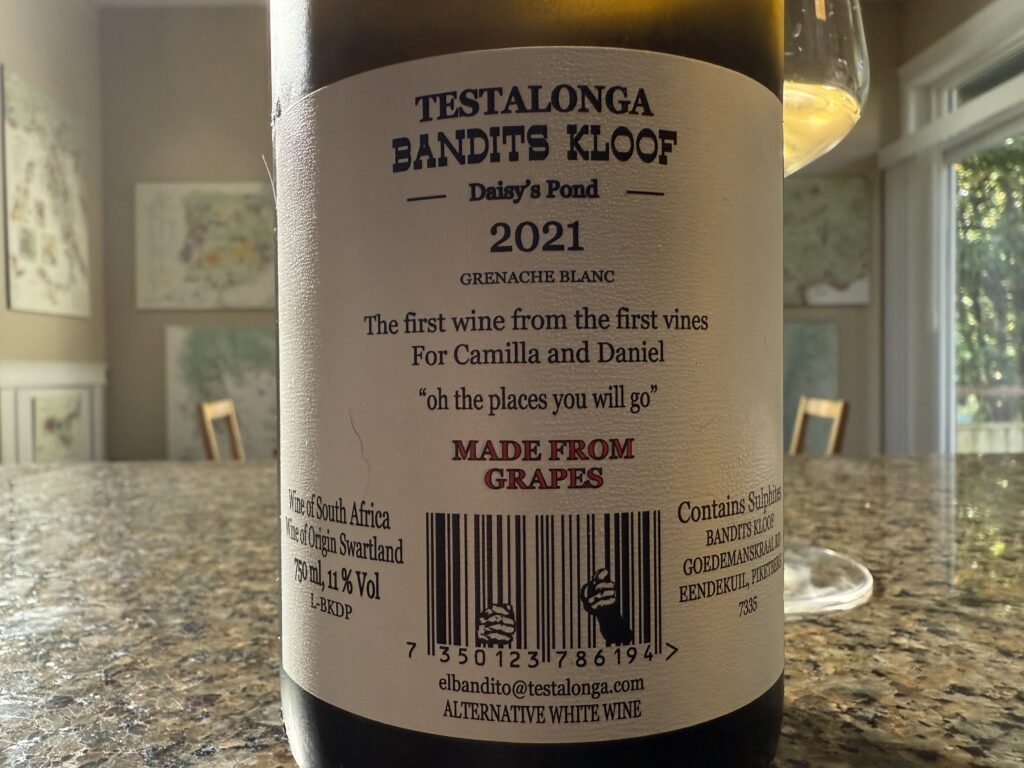 TESTALONGA
BANDITS KLOOF
Daisy's Pond
2021
GRENACHE BLANC
The first wine from the first vines
For Camilla and Daniel
"oh the places you will go"
MADE FROM
GRAPES
Wine of South Africa
Wine of Origin Swartland
750 ml, 11 % Vol
L-BKDP
Contains Sulphites
BANDITS KLOOF
GOEDEMANSKRAAL RD
EENDEKUIL, PIKETBERG
7335
7 350123 786194 >
elbandito@testalonga.com
ALTERNATIVE WHITE WINE